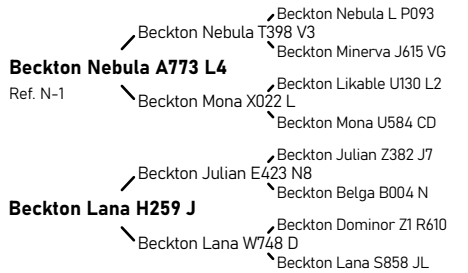 Beckton Nebula L P093
Beckton Nebula T398 V3
Beckton Minerva J615 VG
Beckton Nebula A773 L4
Ref. N-1
Beckton Likable U130 L2
Beckton Mona X022 L
Beckton Mona U584 CD
Beckton Julian Z382 J7
Beckton Julian E423 N8
Beckton Belga B004 N
Beckton Lana H259 J
Beckton Dominor Z1 R610
Beckton Lana W748 D
Beckton Lana S858 JL